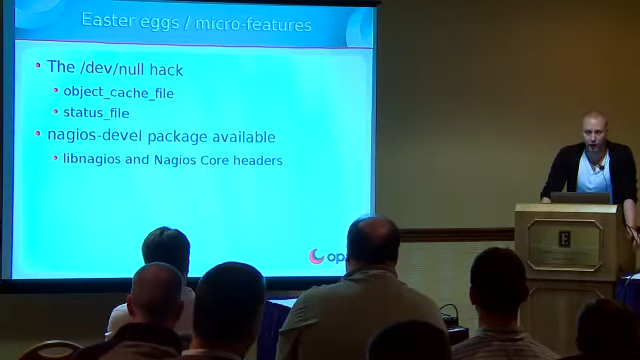 Easter eggs / micro-features
The /dev/null hack
object_cache_file
status_file
nagios-devel package available
libnagios and Nagios Core headers
E